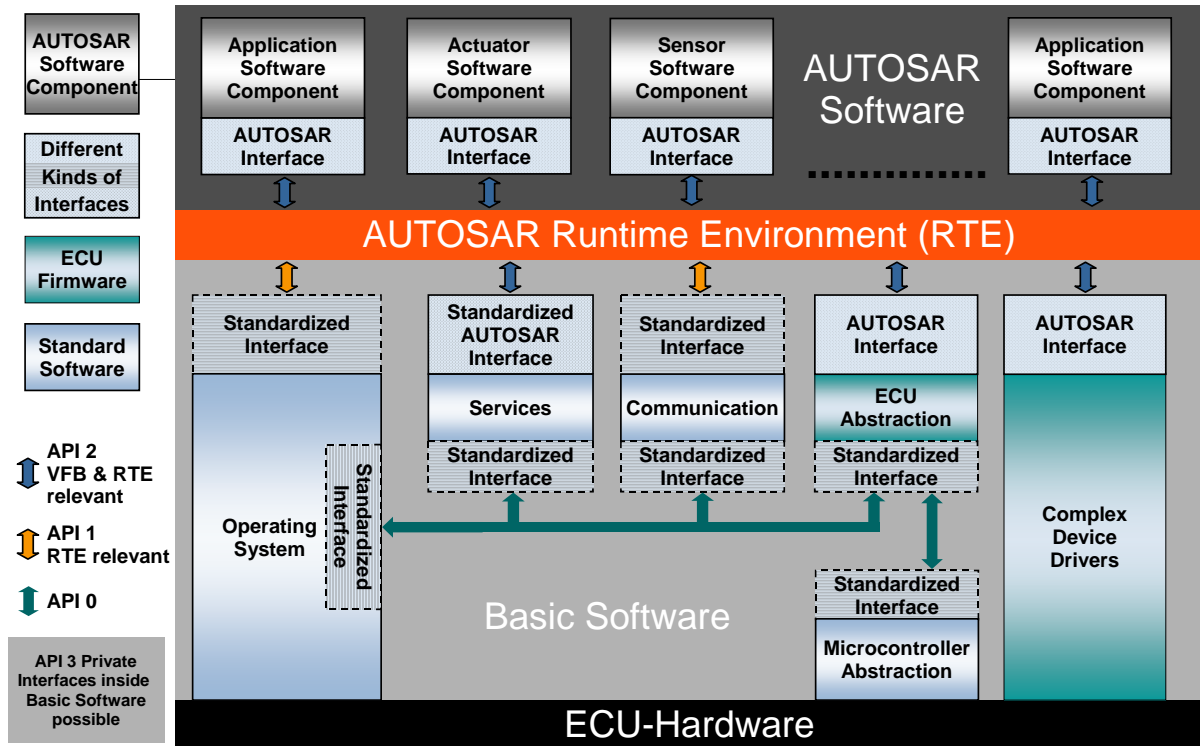 AUTOSAR
Software
Component
Different
Kinds of
Interfaces
ECU
Firmware
Standard
Software
API 2
VFB & RTE
relevant
API 1
RTE relevant
API 0
API 3 Private
Interfaces inside
Basic Software
possible
Application
Software
Component
AUTOSAR
Interface
Actuator
Software
Component
AUTOSAR
Interface
Sensor
Software
Component
AUTOSAR
Interface
AUTOSAR
Software
..............
Application
Software
Component
AUTOSAR
Interface
AUTOSAR Runtime Environment (RTE)
Standardized
Interface
Operating
System
Standardized
Interface
Standardized
AUTOSAR
Interface
Services
Standardized
Interface
Standardized
Interface
Communication
Standardized
Interface
AUTOSAR
Interface
ECU
Abstraction
Standardized
Interface
Standardized
Interface
Microcontroller
Abstraction
AUTOSAR
Interface
Complex
Device
Drivers
Basic Software
ECU-Hardware